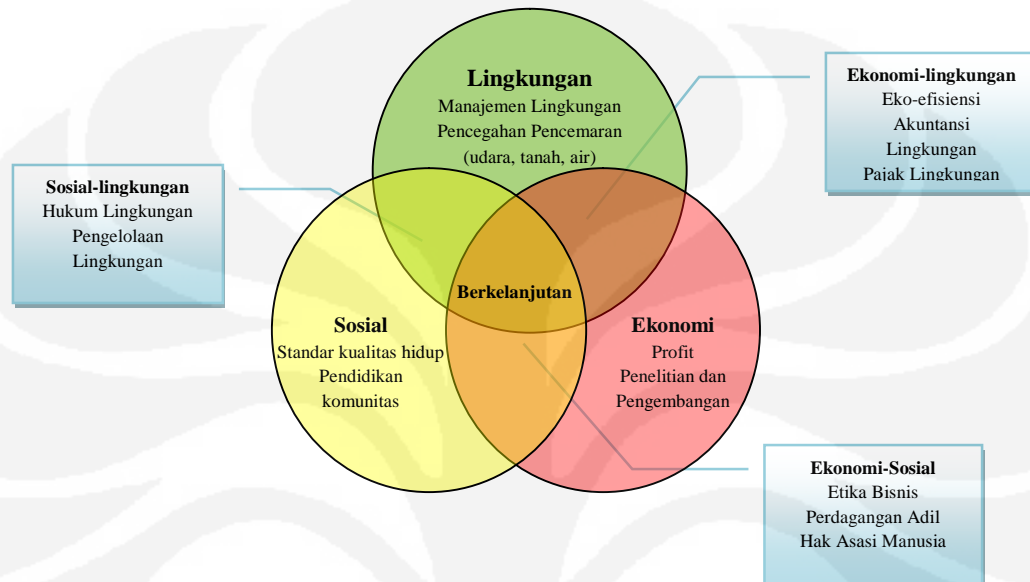 Lingkungan
Manajemen Lingkungan
Pencegahan Pencemaran
(udara, tanah, air)
Ekonomi-lingkungan
Eko-efisiensi
Akuntansi
Lingkungan
Pajak Lingkungan
Sosial-lingkungan
Hukum Lingkungan
Pengelolaan
Lingkungan
Berkelanjutan
Sosial
Standar kualitas hidup
Pendidikan
komunitas
Ekonomi
Profit
Penelitian dan
Pengembangan
Ekonomi-Sosial
Etika Bisnis
Perdagangan Adil
Hak Asasi Manusia